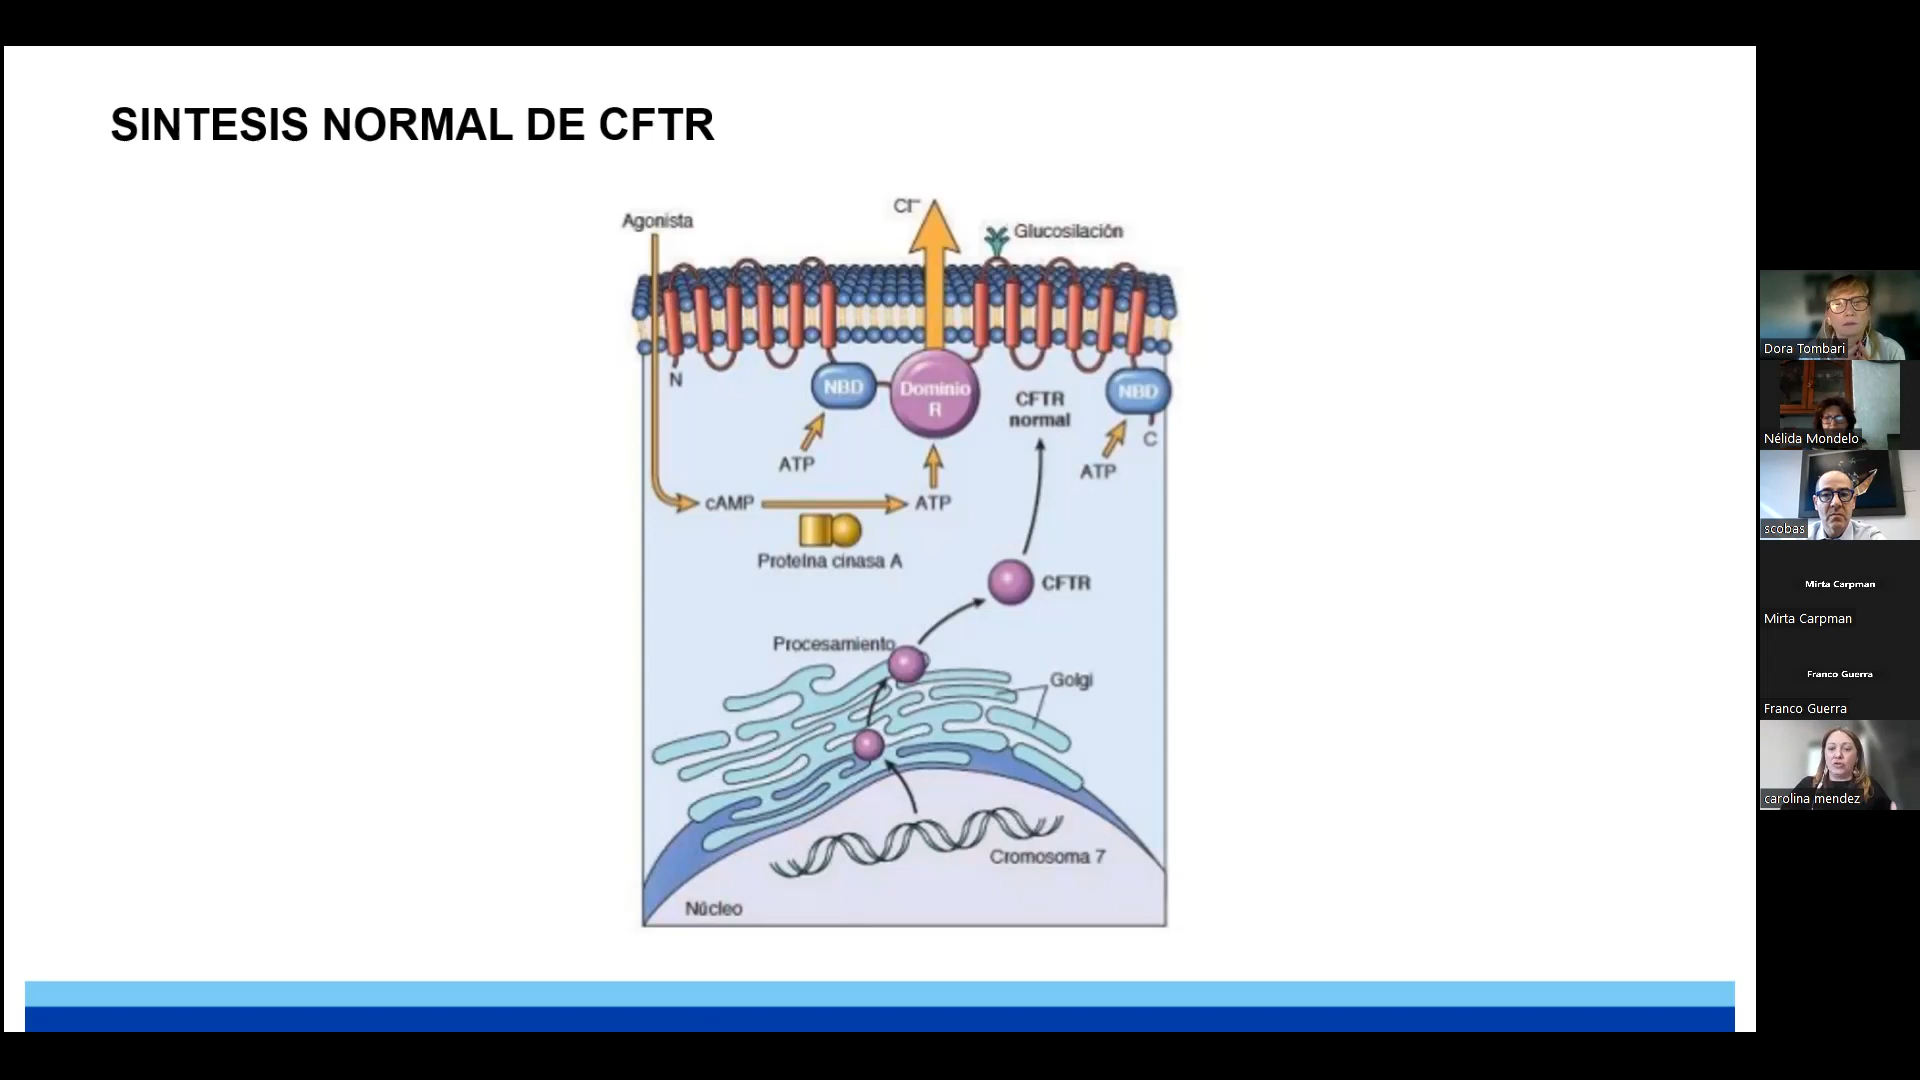 SINTESIS NORMAL DE CFTR
Agonista
Cl⁻
Glucosilación
N
NBD
Dominio
R
CFTR
normal
NBD
C
ATP
ATP
cAMP
ATP
Proteína cinasa A
CFTR
Procesamiento
Golgi
Cromosoma 7
Núcleo
Dora Tombari
Nélida Mondelo
scobas
Mirta Carpman
Mirta Carpman
Franco Guerra
Franco Guerra
carolina mendez